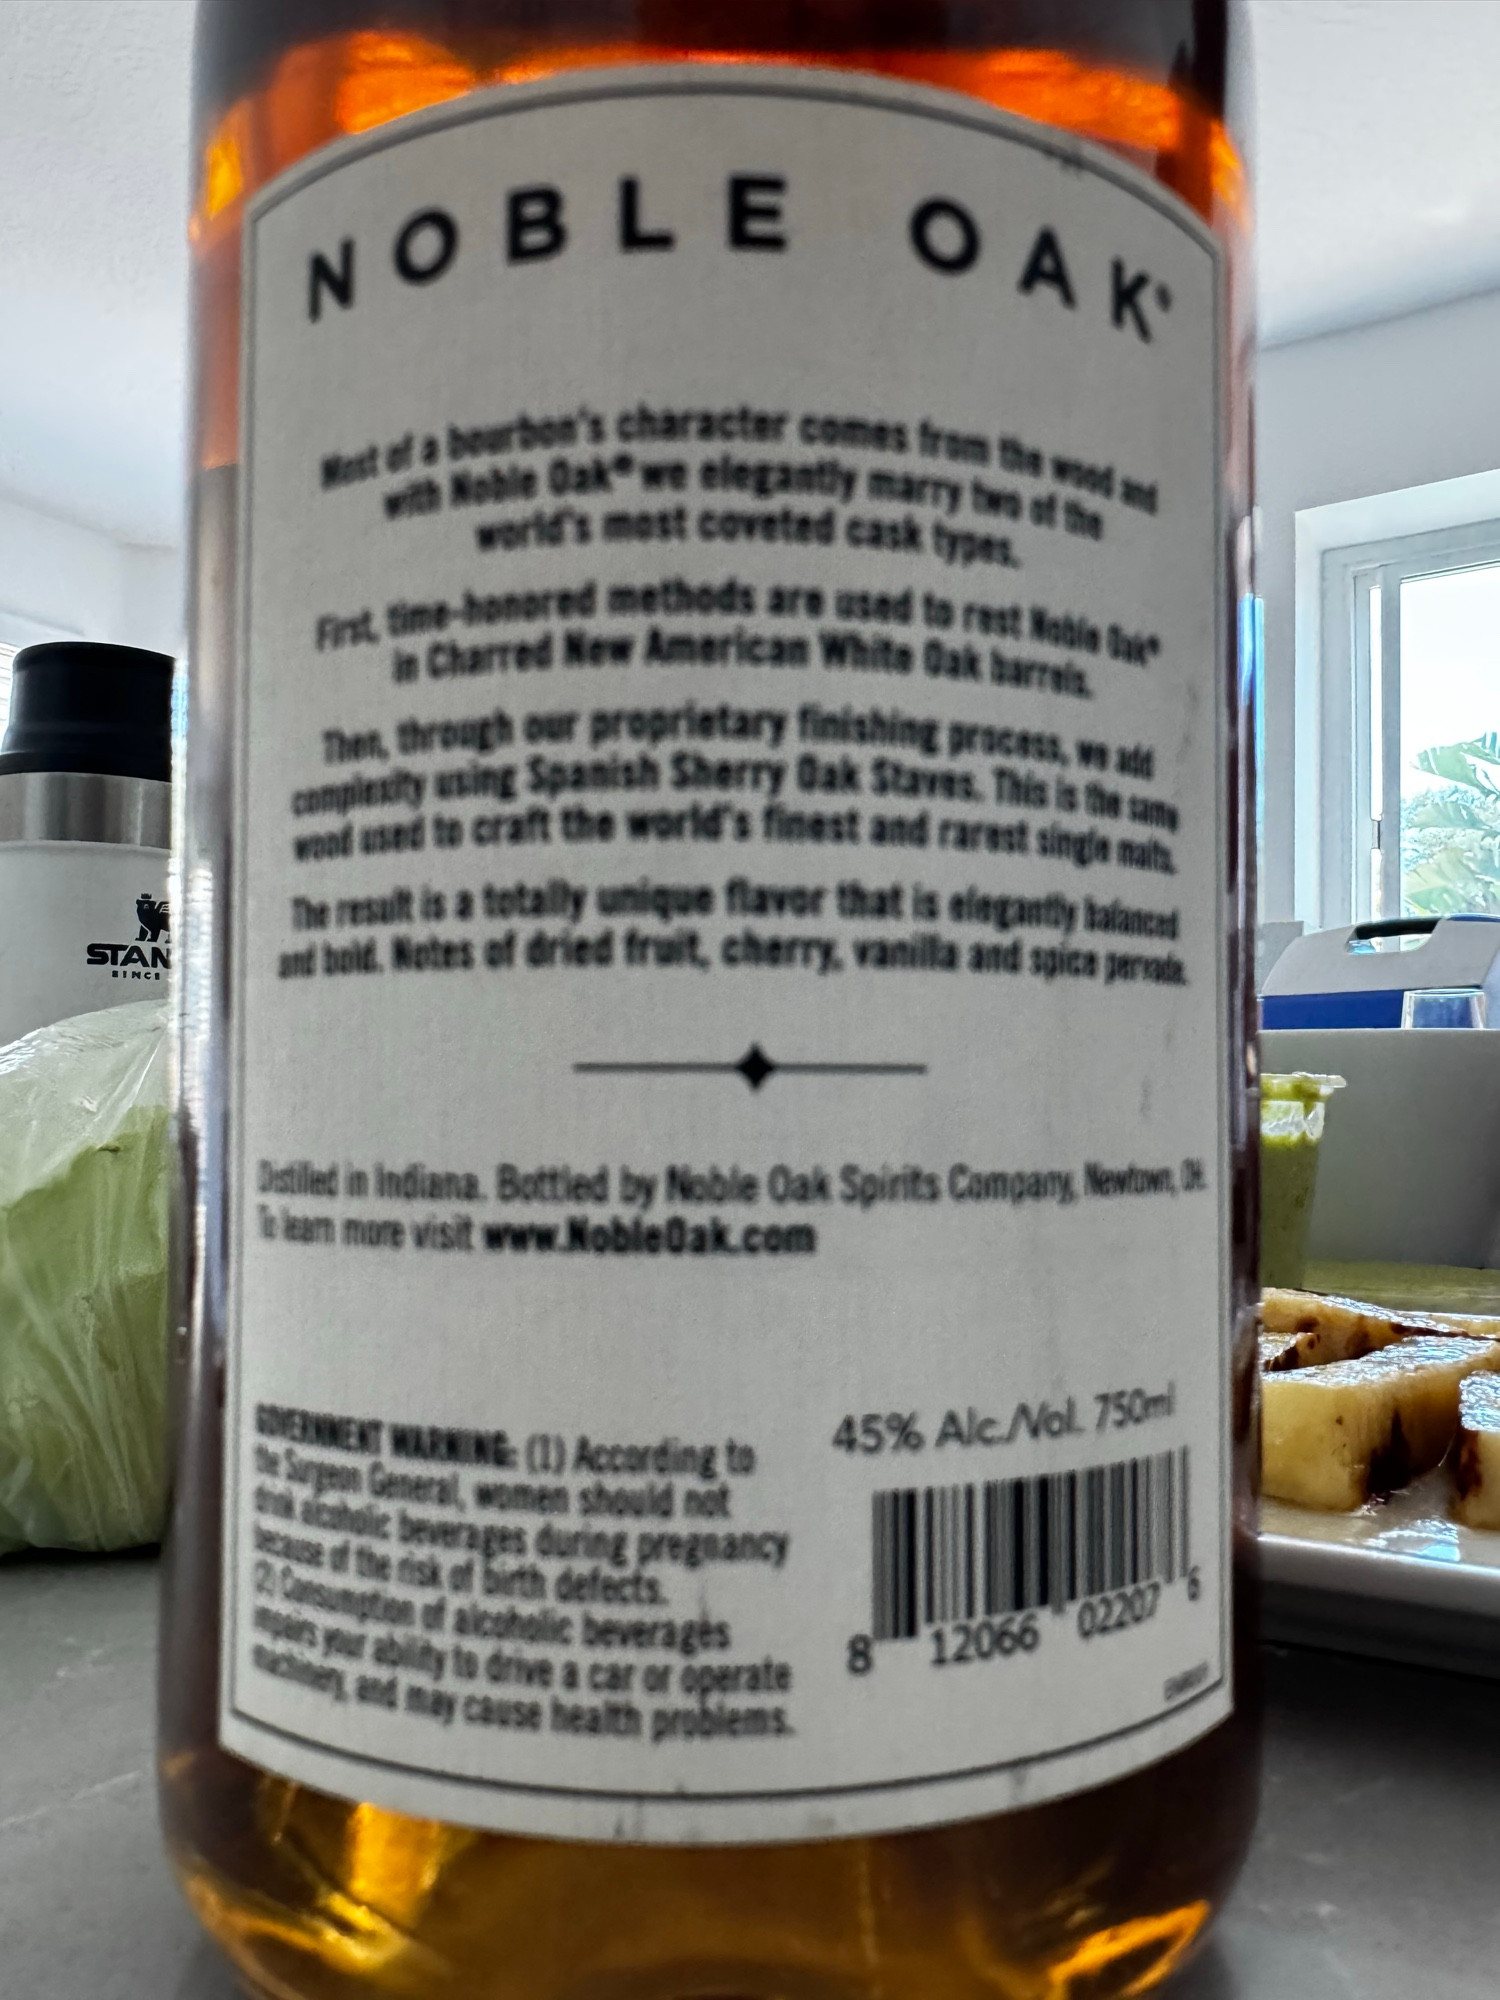 NOBLE OAK®
Most of a bourbon's character comes from the wood and
with Noble Oak® we elegantly marry two of the
world's most coveted cask types.
First, time-honored methods are used to rest Noble Oak®
in Charred New American White Oak barrels.
Then, through our proprietary finishing process, we add
complexity using Spanish Sherry Oak Staves. This is the same
wood used to craft the world's finest and rarest single malts.
The result is a totally unique flavor that is elegantly balanced
and bold. Notes of dried fruit, cherry, vanilla and spice pervade.
Distilled in Indiana. Bottled by Noble Oak Spirits Company, Newtown, OH.
To learn more visit www.NobleOak.com
GOVERNMENT WARNING: (1) According to
the Surgeon General, women should not
drink alcoholic beverages during pregnancy
because of the risk of birth defects.
(2) Consumption of alcoholic beverages
impairs your ability to drive a car or operate
machinery, and may cause health problems.
45% Alc./Vol. 750ml
8 12066 02207 6
STAN
SINCE